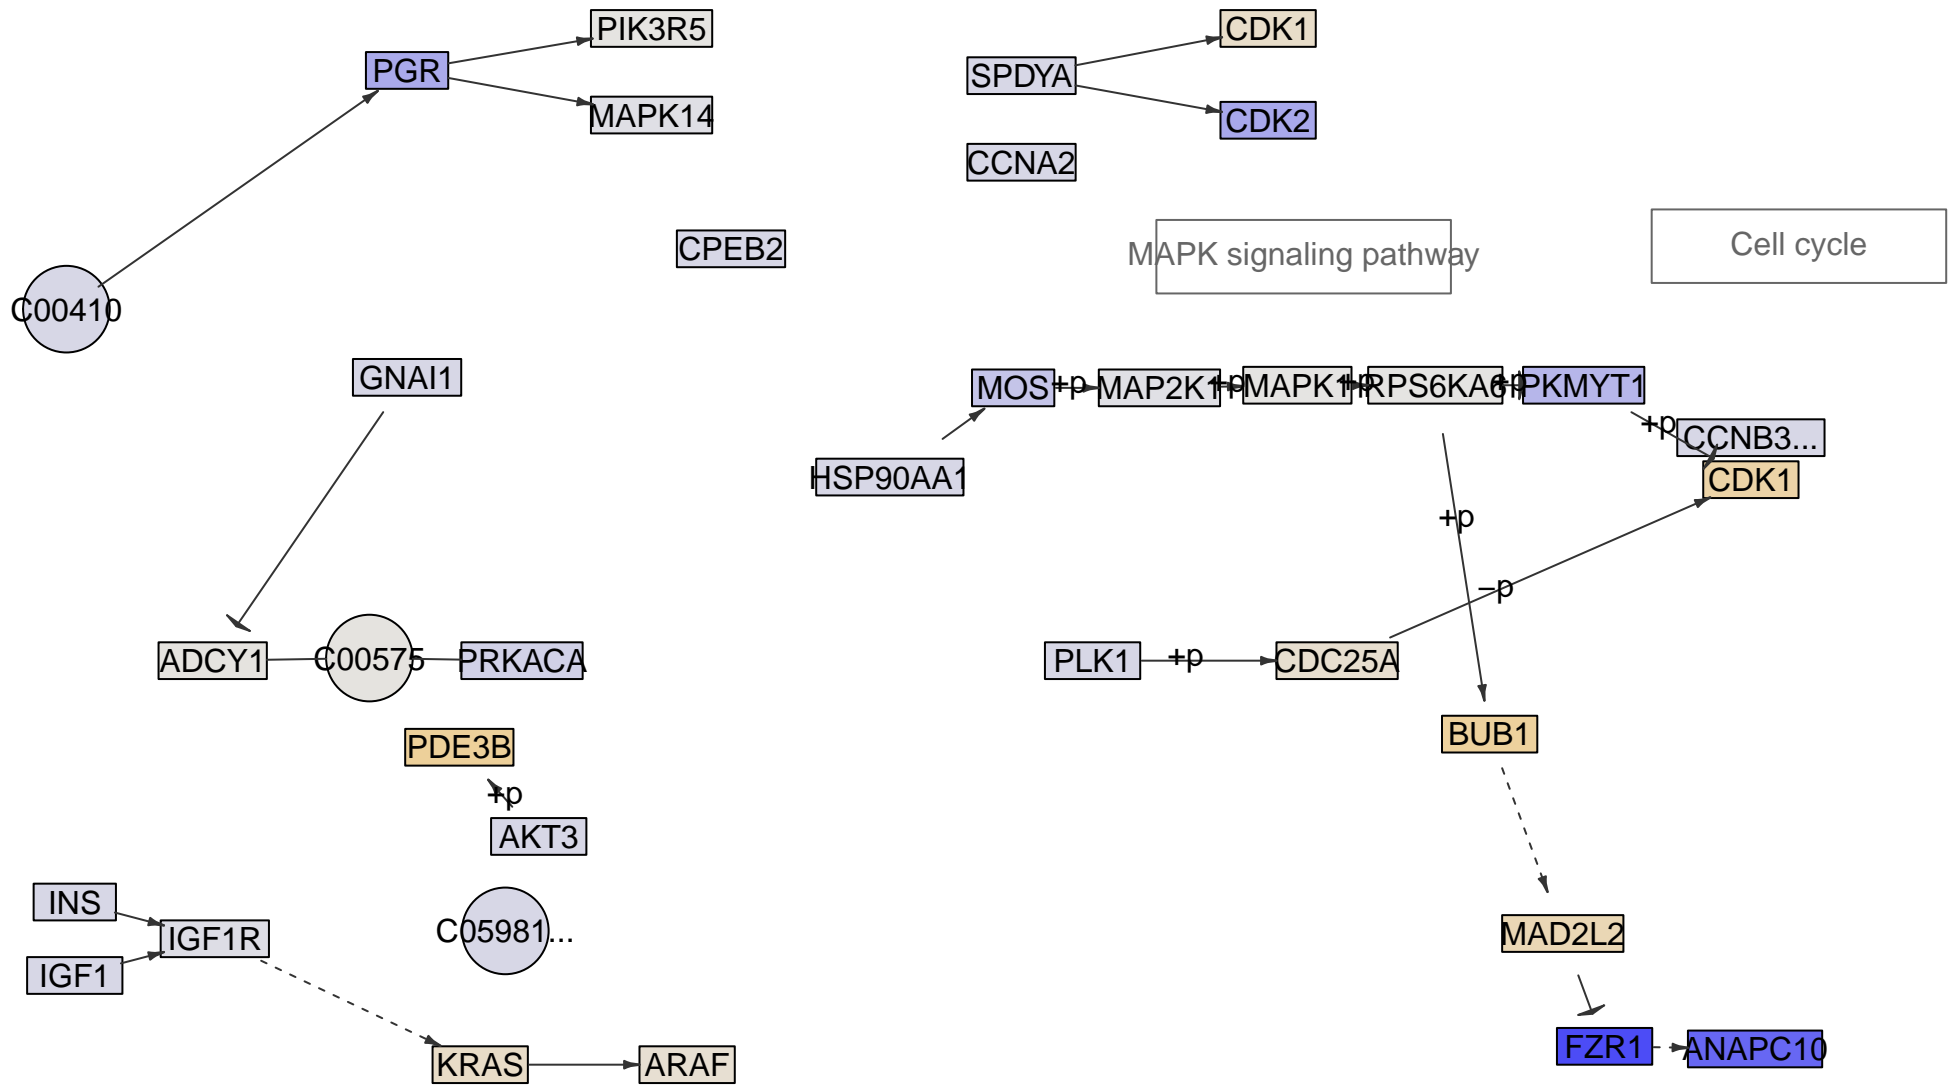 PIK3R5
CDK1
PGR
SPDYA
MAPK14
CDK2
CCNA2
CPEB2
MAPK signaling pathway
Cell cycle
C00410
GNAI1
MOS
+p
MAP2K1
+p
MAPK1
+p
RPS6KA6
+p
PKMYT1
+p
CCNB3...
HSP90AA1
CDK1
+p
−p
ADCY1
C00575
PRKACA
PLK1
+p
CDC25A
BUB1
PDE3B
+p
AKT3
INS
IGF1R
C05981...
MAD2L2
IGF1
KRAS
ARAF
FZR1
ANAPC10